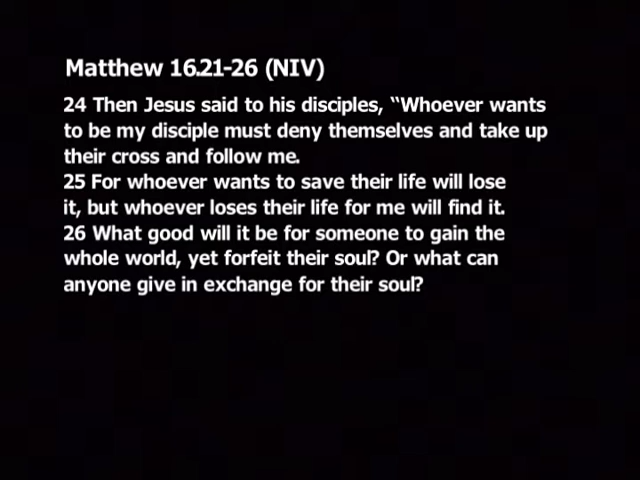 Matthew 16.21-26 (NIV)
24 Then Jesus said to his disciples, “Whoever wants
to be my disciple must deny themselves and take up
their cross and follow me.
25 For whoever wants to save their life will lose
it, but whoever loses their life for me will find it.
26 What good will it be for someone to gain the
whole world, yet forfeit their soul? Or what can
anyone give in exchange for their soul?